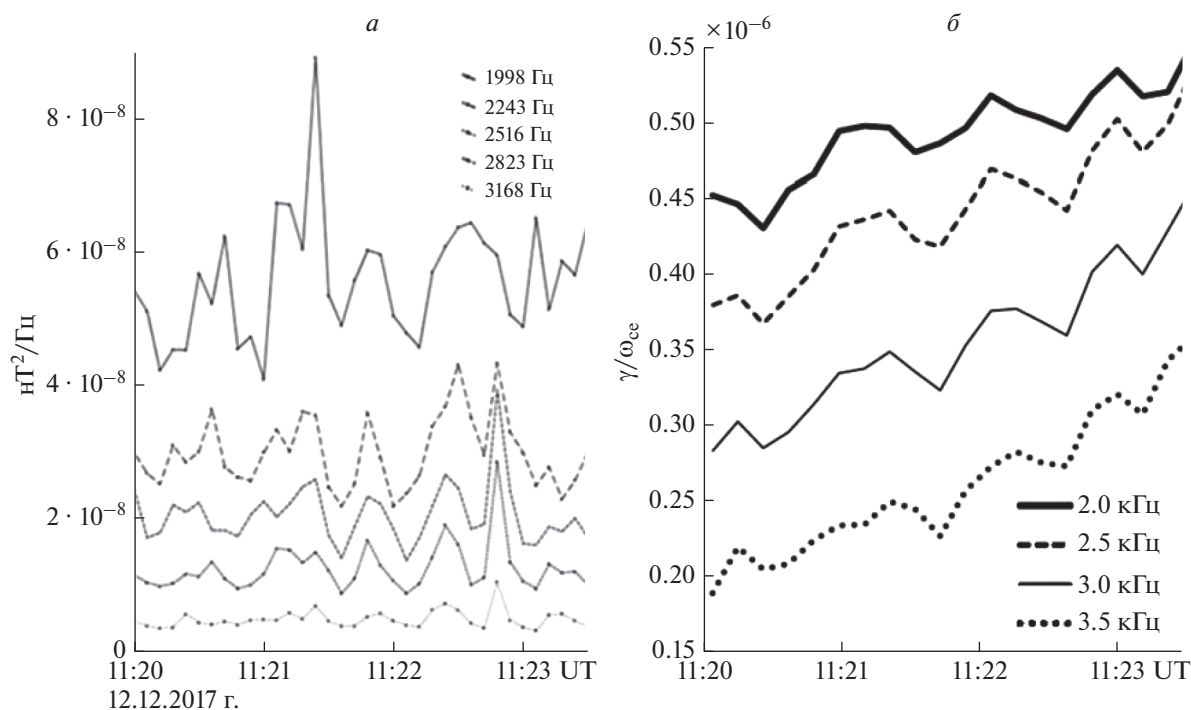 а
нТ²/Гц
8 · 10⁻⁸
6 · 10⁻⁸
4 · 10⁻⁸
2 · 10⁻⁸
0
1998 Гц
2243 Гц
2516 Гц
2823 Гц
3168 Гц
11:20 11:21 11:22 11:23 UT
12.12.2017 г.
б
×10⁻⁶
γ/ω_ce
0.55
0.50
0.45
0.40
0.35
0.30
0.25
0.20
0.15
2.0 кГц
2.5 кГц
3.0 кГц
3.5 кГц
11:20 11:21 11:22 11:23 UT